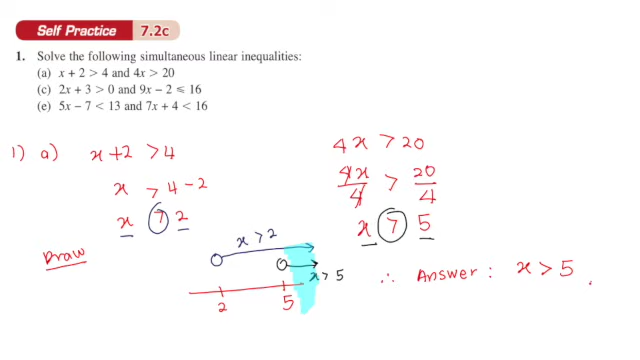 Self Practice 7.2c
1. Solve the following simultaneous linear inequalities:
(a) x + 2 > 4 and 4x > 20
(c) 2x + 3 > 0 and 9x − 2 ⩽ 16
(e) 5x − 7 < 13 and 7x + 4 < 16
1) a) x +2 > 4
x > 4 - 2
x > 2
4x > 20
4x/4 > 20/4
x > 5
Draw
x > 2
x > 5
2 5
∴ Answer : x > 5